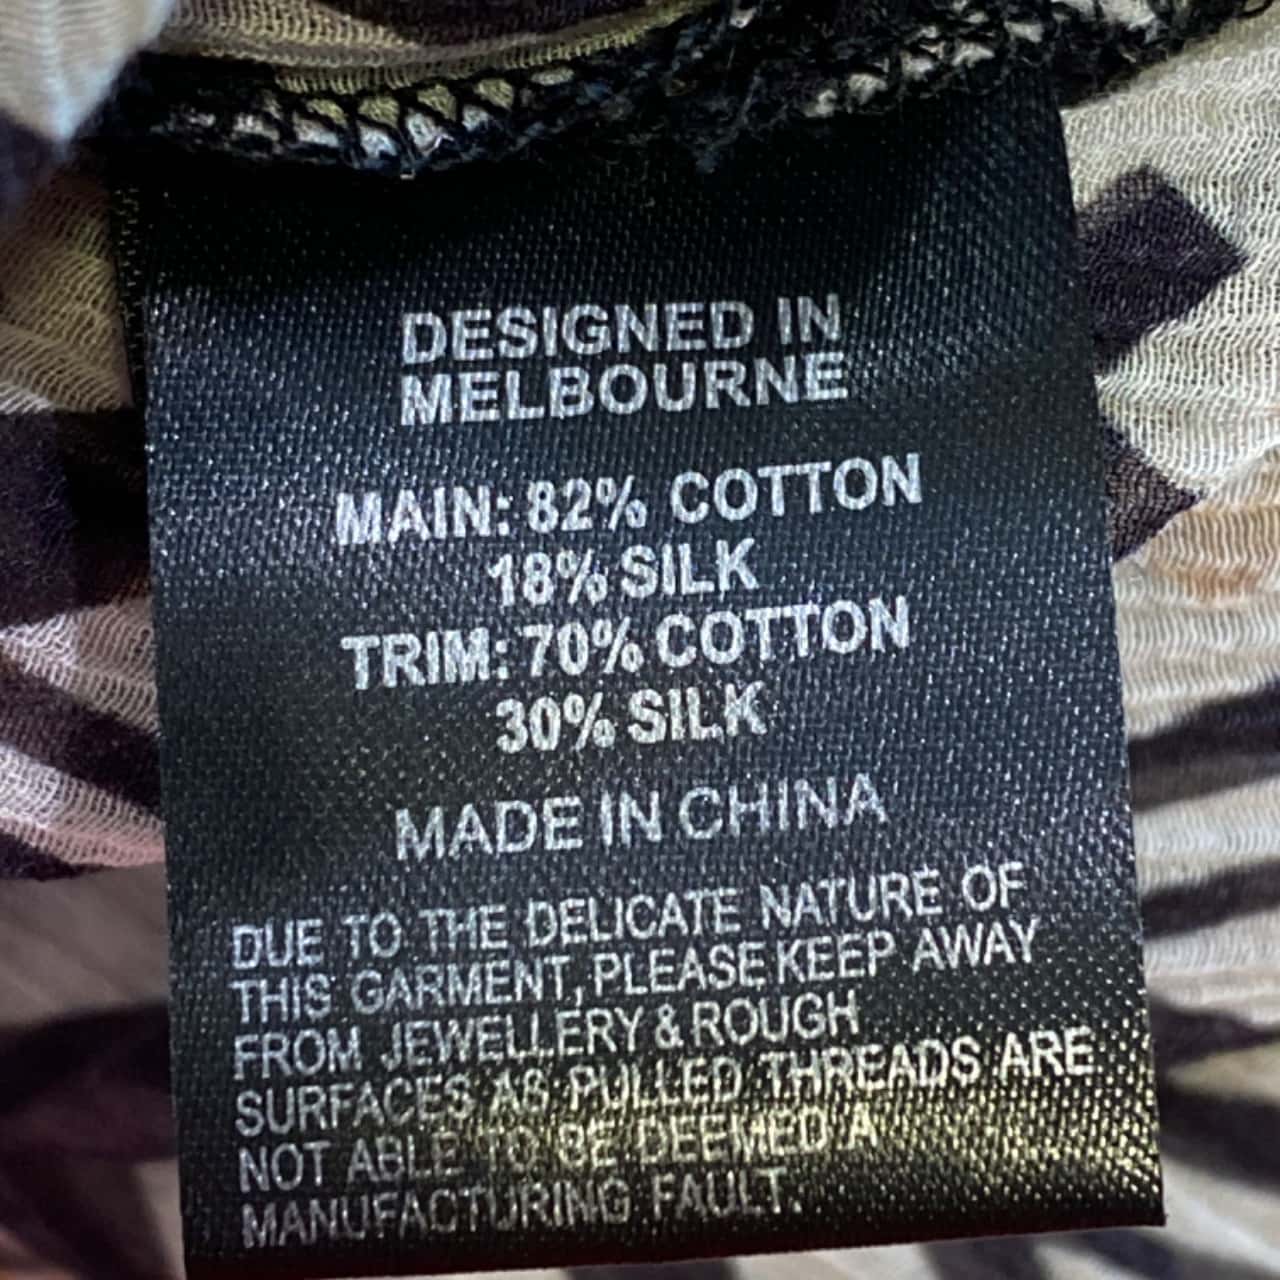 DESIGNED IN
MELBOURNE
MAIN: 82% COTTON
18% SILK
TRIM: 70% COTTON
30% SILK
MADE IN CHINA
DUE TO THE DELICATE NATURE OF
THIS GARMENT, PLEASE KEEP AWAY
FROM JEWELLERY & ROUGH
SURFACES AS PULLED THREADS ARE
NOT ABLE TO BE DEEMED A
MANUFACTURING FAULT.